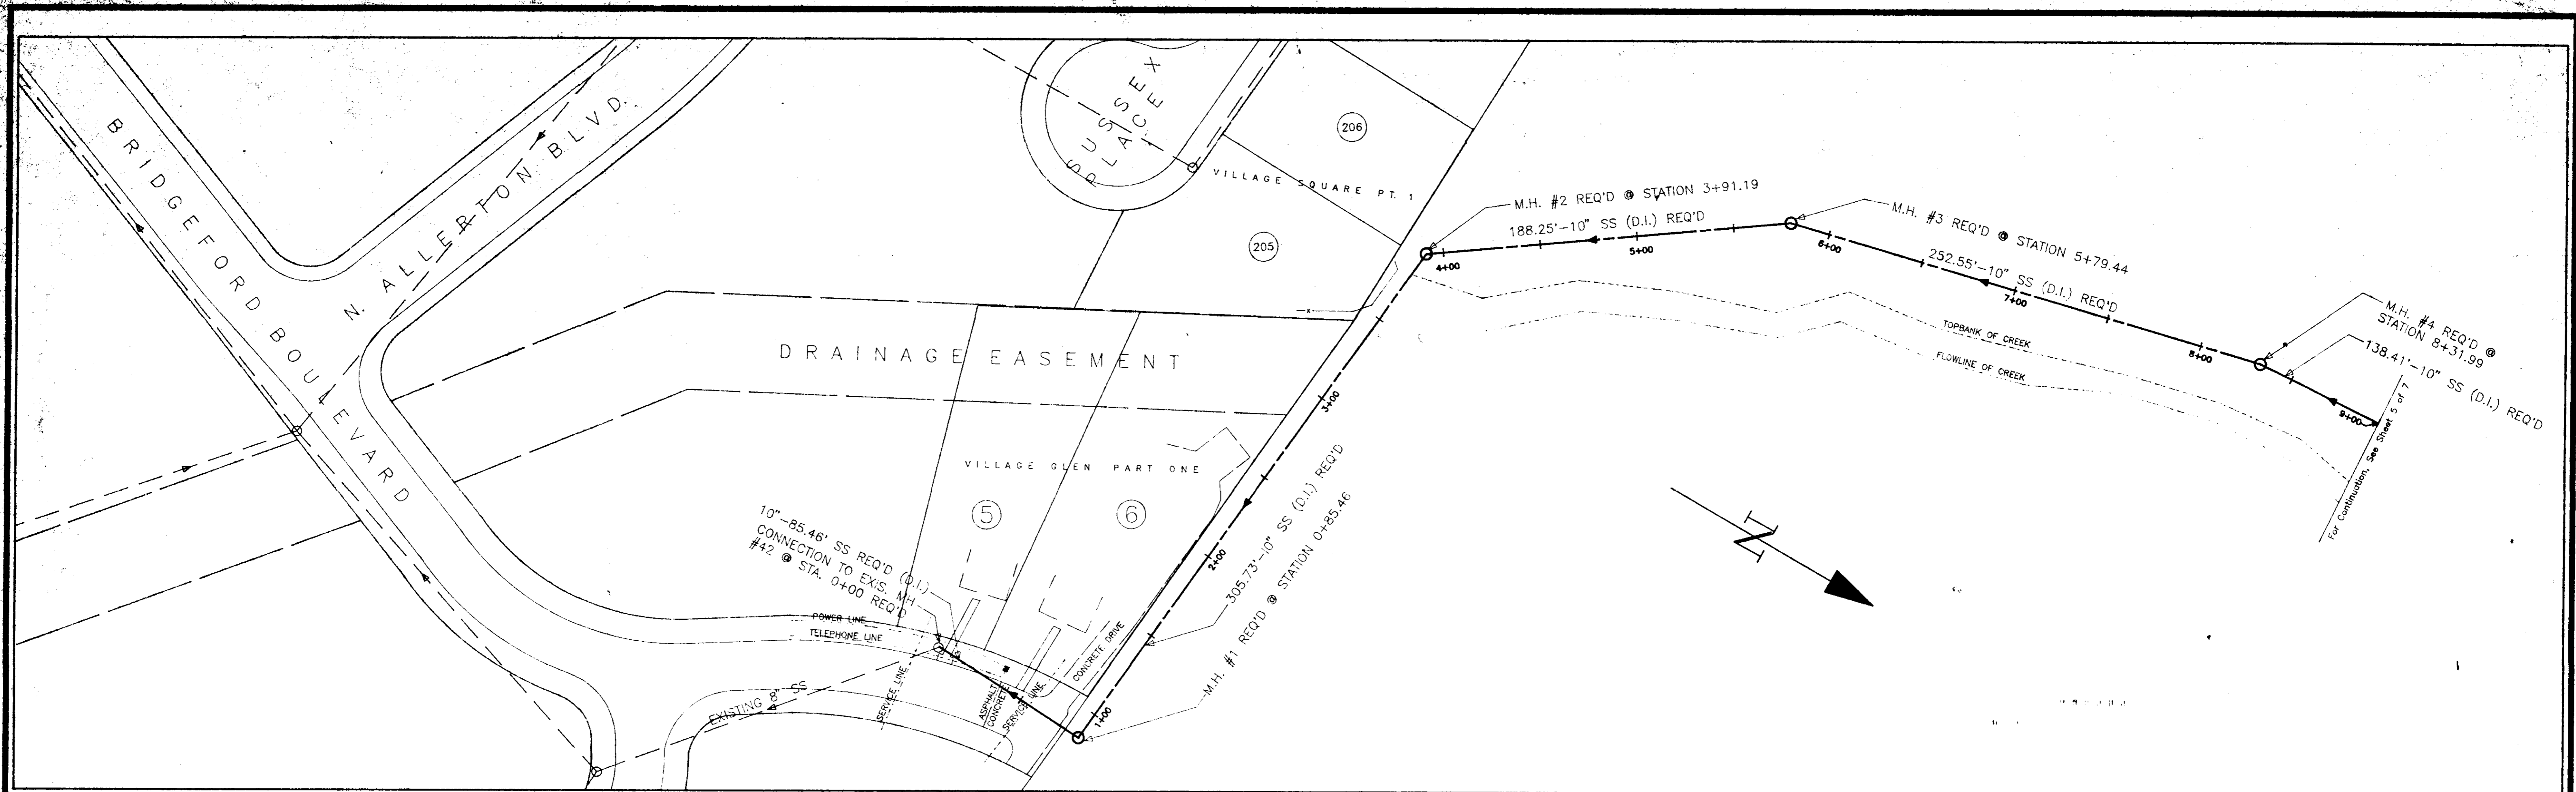 BRIDGEFORD BOULEVARD
N. ALLERTON BLVD.
SUSSEX
PLACE
206
VILLAGE SQUARE PT. 1
205
M.H. #2 REQ'D @ STATION 3+91.19
188.25'-10" SS (D.I.) REQ'D
4+00
5+00
M.H. #3 REQ'D @ STATION 5+79.44
6+00
252.55'-10" SS (D.I.) REQ'D
7+00
8+00
TOPBANK OF CREEK
FLOWLINE OF CREEK
M.H. #4 REQ'D @
STATION 8+31.99
138.41'-10" SS (D.I.) REQ'D
9+00
For Continuation, See Sheet 5 of 7
DRAINAGE EASEMENT
x
3+00
VILLAGE GLEN PART ONE
5
6
10"-85.46' SS REQ'D (D.I.)
CONNECTION TO EXIS. MH
#42 @ STA. 0+00 REQ'D
305.73'-10" SS (D.I.) REQ'D
2+00
M.H. #1 REQ'D @ STATION 0+85.46
1+00
N
POWER LINE
TELEPHONE LINE
EXISTING 8" SS
SERVICE LINE
ASPHALT
CONCRETE
SERVICE LINE
CONCRETE DRIVE